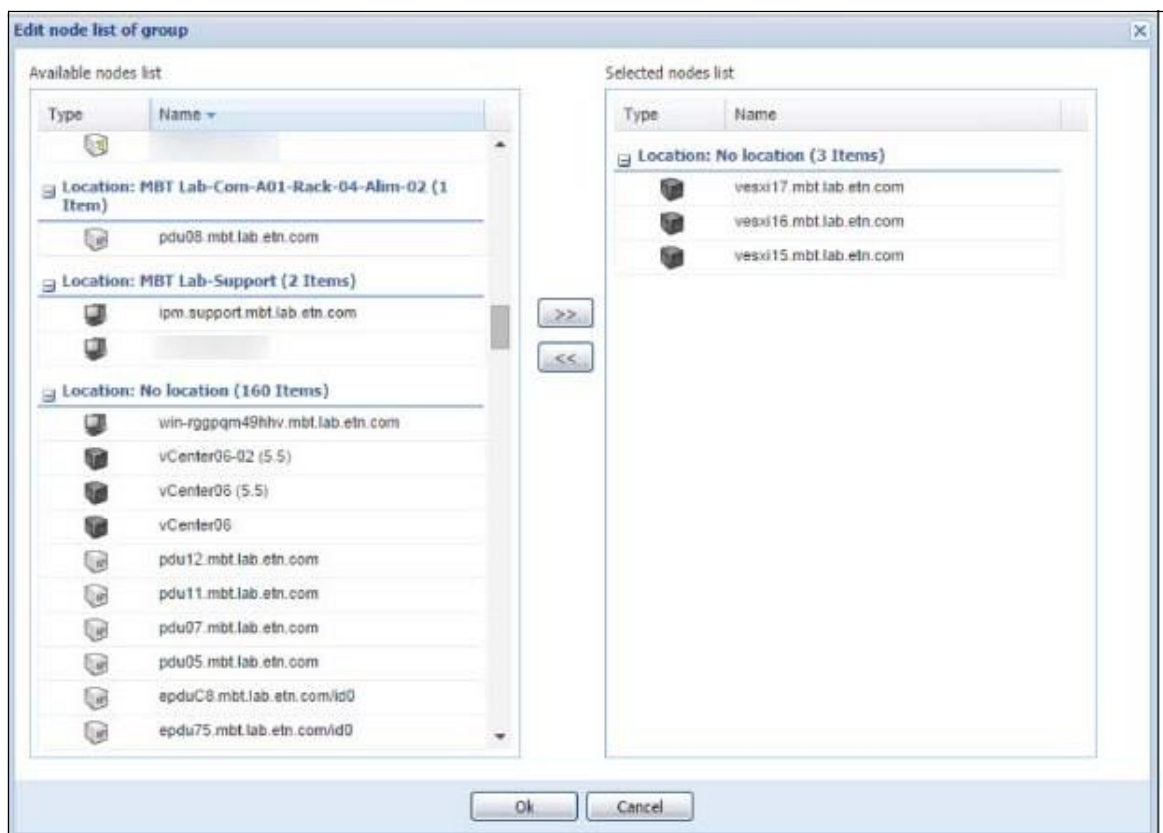 Edit node list of group
Available nodes list
Type Name
Location: MBT Lab-Com-A01-Rack-04-Alim-02 (1
Item)
pdu08.mbt.lab.etn.com
Location: MBT Lab-Support (2 Items)
ipm.support.mbt.lab.etn.com
Location: No location (160 Items)
win-rggpqm49hhv.mbt.lab.etn.com
vCenter06-02 (5.5)
vCenter06 (5.5)
vCenter06
pdu12.mbt.lab.etn.com
pdu11.mbt.lab.etn.com
pdu07.mbt.lab.etn.com
pdu05.mbt.lab.etn.com
epduC8.mbt.lab.etn.com/id0
epdu75.mbt.lab.etn.com/id0
>>
<<
Selected nodes list
Type Name
Location: No location (3 Items)
vesxi17.mbt.lab.etn.com
vesxi16.mbt.lab.etn.com
vesxi15.mbt.lab.etn.com
Ok Cancel